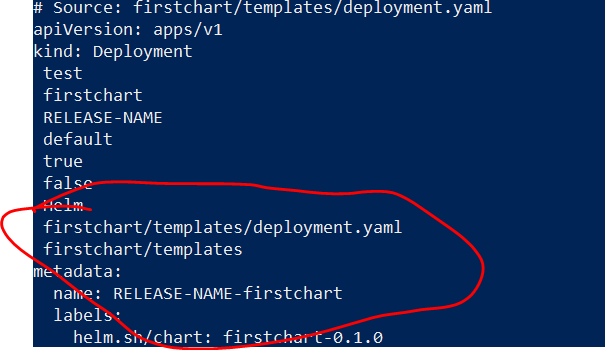 # Source: firstchart/templates/deployment.yaml
apiVersion: apps/v1
kind: Deployment
test
firstchart
RELEASE-NAME
default
true
false
Helm
firstchart/templates/deployment.yaml
firstchart/templates
metadata:
name: RELEASE-NAME-firstchart
labels:
helm.sh/chart: firstchart-0.1.0